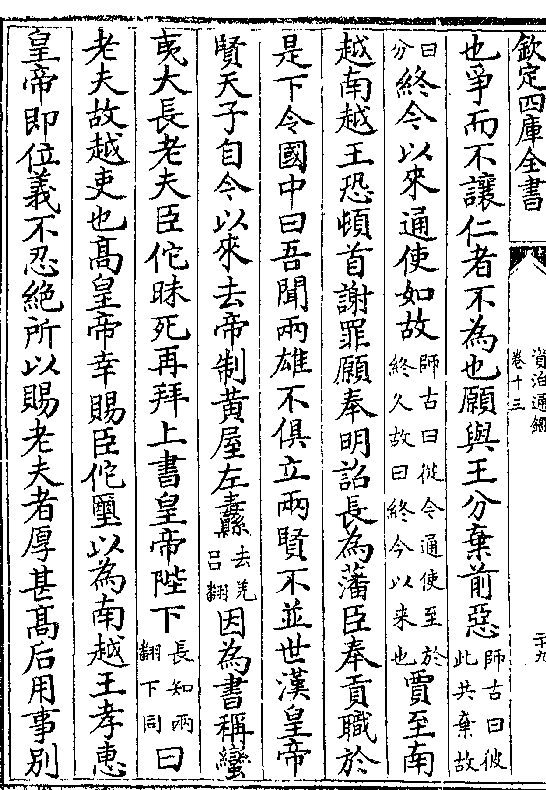 欽定四庫全書
資治通鑑
卷十三
二十九
也爭而不讓仁者不為也願與王分棄前惡師古曰彼此共棄故
曰分終今以來通使如故師古曰從今通使至於終久故曰終今以来也賈至南
越南越王恐頓首謝罪願奉明詔長為藩臣奉貢職於
是下令國中曰吾聞兩雄不俱立兩賢不並世漢皇帝
賢天子自今以來去帝制黃屋左纛去羌呂翻因為書稱蠻
夷大長老夫臣佗昧死再拜上書皇帝陛下長知兩翻下同曰
老夫故越吏也髙皇帝幸賜臣佗璽以為南越王孝惠
皇帝即位義不忍絕所以賜老夫者厚甚髙后用事別